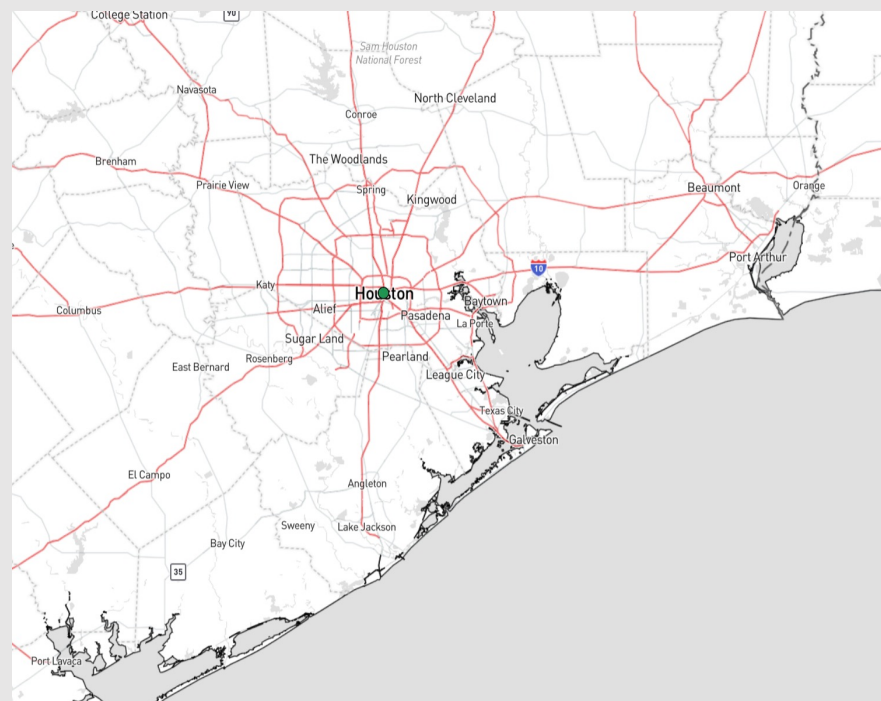 College Station
90
Sam Houston
National Forest
Navasota
North Cleveland
Conroe
Brenham
The Woodlands
Prairie View
Spring
Kingwood
Beaumont
Orange
Port Arthur
10
Katy
Houston
Baytown
Columbus
Alief
Pasadena
La Porte
Sugar Land
Pearland
Rosenberg
East Bernard
League City
Texas City
Galveston
El Campo
Angleton
Sweeny
Lake Jackson
Bay City
35
Port Lavaca